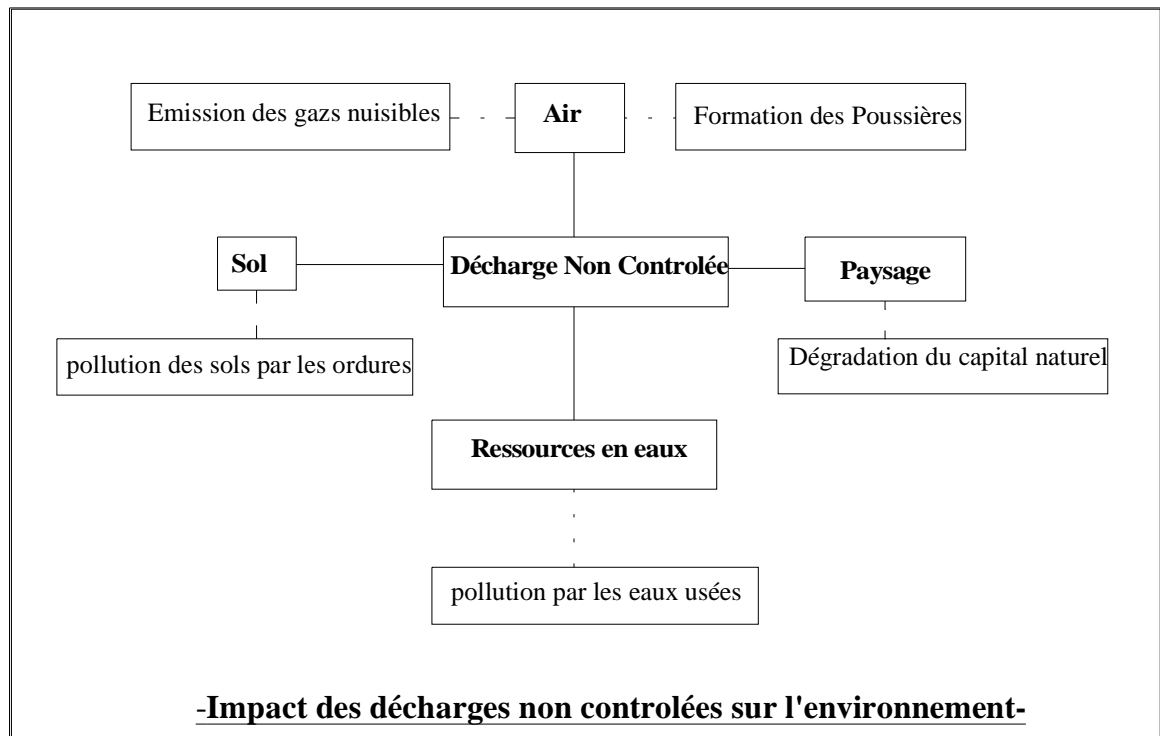 Emission des gazs nuisibles
Air
Formation des Poussières
Sol
Décharge Non Controlée
Paysage
pollution des sols par les ordures
Dégradation du capital naturel
Ressources en eaux
pollution par les eaux usées
-Impact des décharges non controlées sur l'environnement-